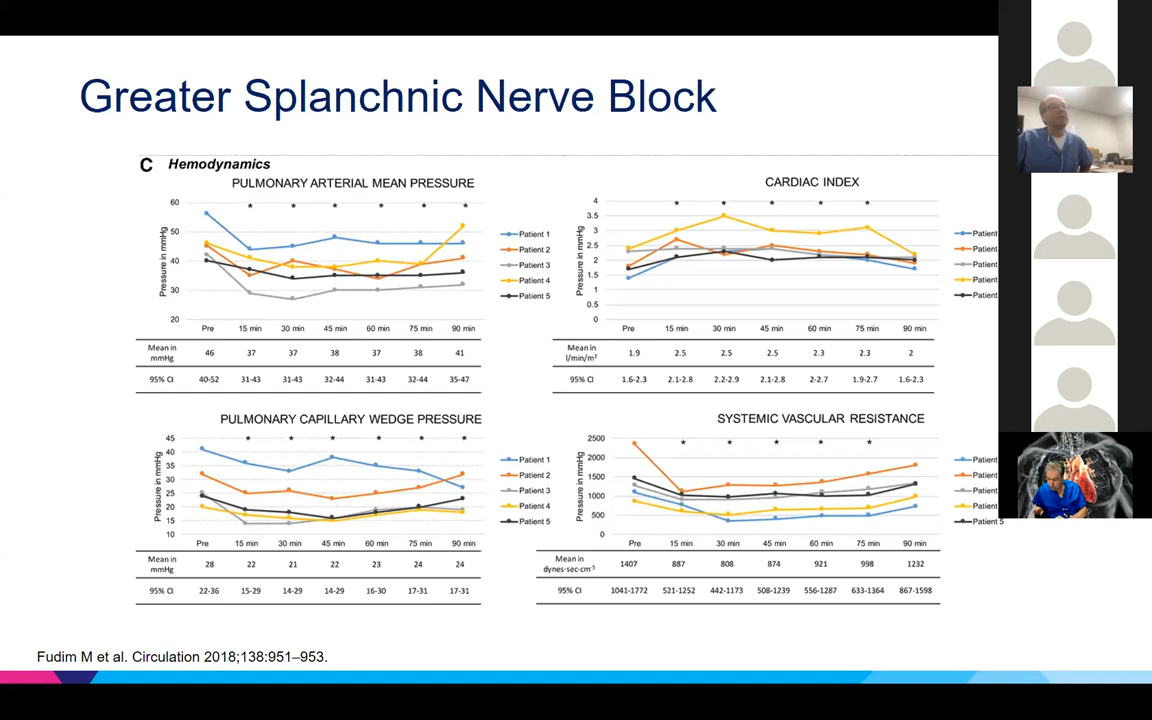 Greater Splanchnic Nerve Block
C Hemodynamics
PULMONARY ARTERIAL MEAN PRESSURE
Pressure in mmHg
60
50
40
30
20
* * * * * *
Patient 1
Patient 2
Patient 3
Patient 4
Patient 5
Pre 15 min 30 min 45 min 60 min 75 min 90 min
Mean in mmHg 46 37 37 38 37 38 41
95% CI 40-52 31-43 31-43 32-44 31-43 32-44 35-47
CARDIAC INDEX
Pressure in mmHg
4
3.5
3
2.5
2
1.5
1
0.5
0
* * * * *
Patient
Patient
Patient
Patient
Patient
Pre 15 min 30 min 45 min 60 min 75 min 90 min
Mean in l/min/m² 1.9 2.5 2.5 2.5 2.3 2.3 2
95% CI 1.6-2.3 2.1-2.8 2.2-2.9 2.1-2.8 2-2.7 1.9-2.7 1.6-2.3
PULMONARY CAPILLARY WEDGE PRESSURE
Pressure in mmHg
45
40
35
30
25
20
15
10
* * * * * *
Patient 1
Patient 2
Patient 3
Patient 4
Patient 5
Pre 15 min 30 min 45 min 60 min 75 min 90 min
Mean in mmHg 28 22 21 22 23 24 24
95% CI 22-36 15-29 14-29 14-29 16-30 17-31 17-31
SYSTEMIC VASCULAR RESISTANCE
Pressure in mmHg
2500
2000
1500
1000
500
0
* * * * *
Patient
Patient
Patient
Patient
Patient 5
Pre 15 min 30 min 45 min 60 min 75 min 90 min
Mean in dynes·sec·cm⁻⁵ 1407 887 808 874 921 998 1232
95% CI 1041-1772 521-1252 442-1173 508-1239 556-1287 633-1364 867-1598
Fudim M et al. Circulation 2018;138:951–953.